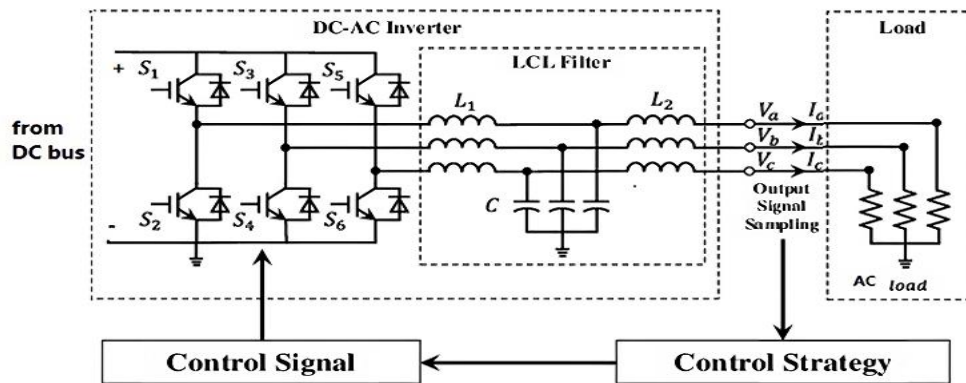 DC-AC Inverter
Load
+
S1
S3
S5
LCL Filter
from
DC bus
L1
L2
Va
Ia
Vb
It
Vc
Ic
S2
S4
S6
-
C
Output
Signal
Sampling
AC load
Control Signal
Control Strategy